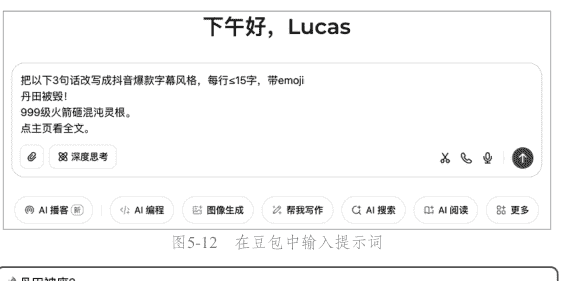 下午好，Lucas
把以下3句话改写成抖音爆款字幕风格，每行≤15字，带emoji
丹田被毁！
999级火箭砸混沌灵根。
点主页看全文。
深度思考
AI 播客 新 AI 编程 图像生成 帮我写作 AI 搜索 AI 阅读 更多
图5-12 在豆包中输入提示词